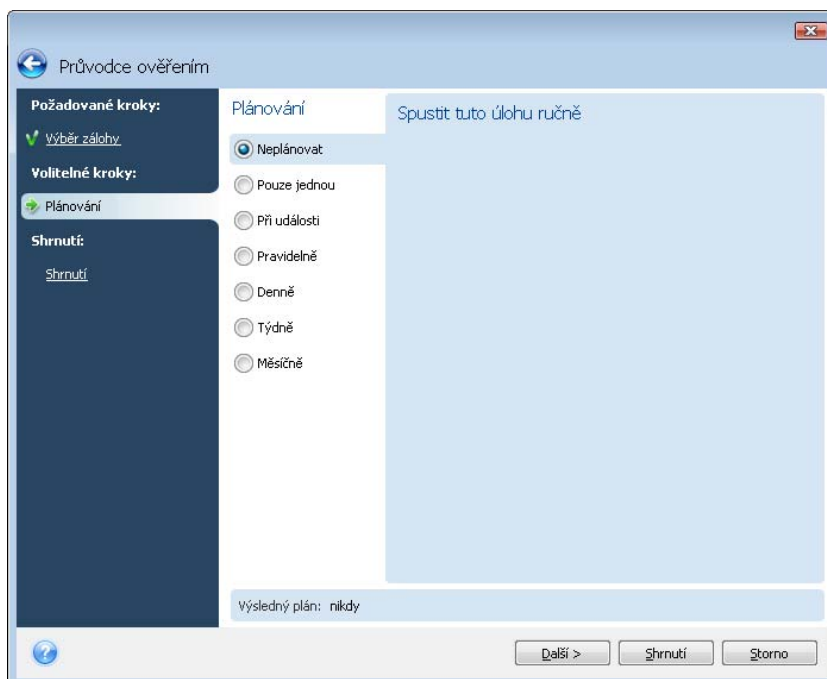 Průvodce ověřením
Požadované kroky:
Výběr zálohy
Volitelné kroky:
Plánování
Shrnutí:
Shrnutí
Plánování
Neplánovat
Pouze jednou
Při události
Pravidelně
Denně
Týdně
Měsíčně
Spustit tuto úlohu ručně
Výsledný plán: nikdy
Další >
Shrnutí
Storno